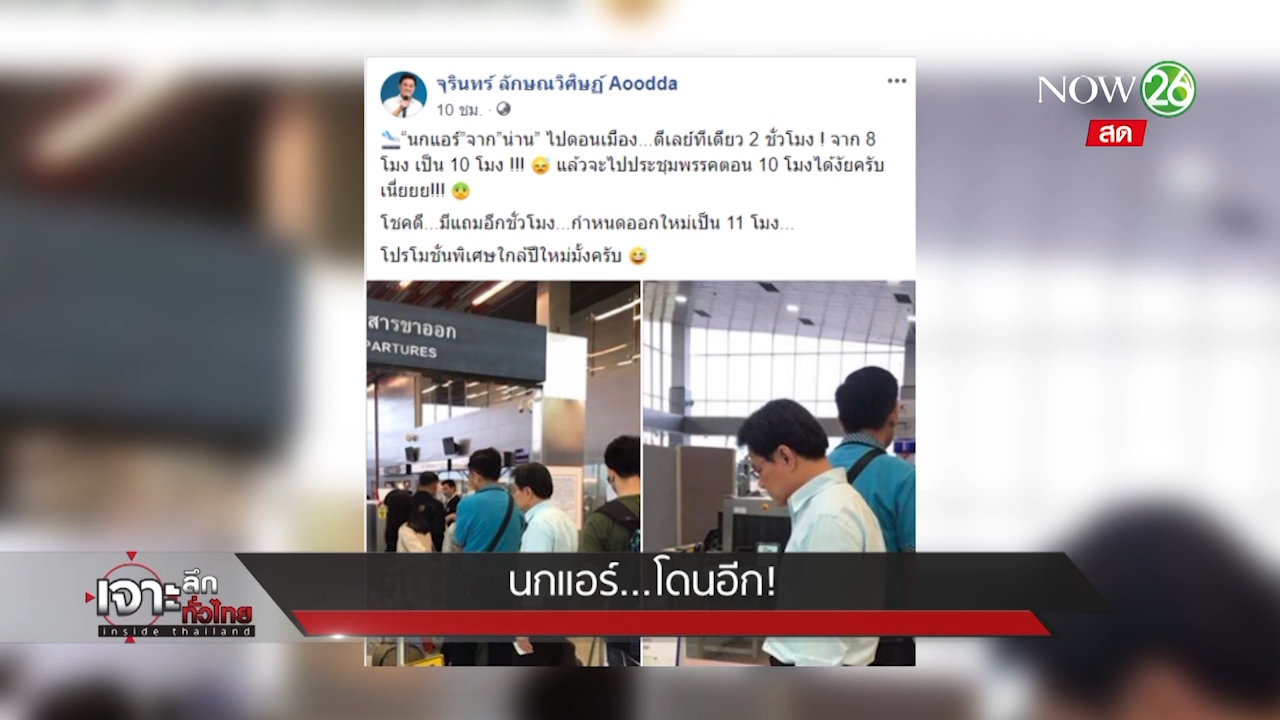 จุรินทร์ ลักษณวิศิษฏ์ Aoodda
10 ชม.
NOW 26
สด
“นกแอร์”จาก”น่าน” ไปดอนเมือง...ดีเลย์ทีเดียว 2 ชั่วโมง ! จาก 8
โมง เป็น 10 โมง !!! แล้วจะไปประชุมพรรคตอน 10 โมงได้งัยครับ
เนี่ยยย!!!
โชคดี...มีแถมอีกชั่วโมง...กำหนดออกใหม่เป็น 11 โมง...
โปรโมชั่นพิเศษใกล้ปีใหม่มั้งครับ
สารขาออก
PARTURES
นกแอร์...โดนอีก!
เจาะลึก
ทั่วไทย
inside thailand